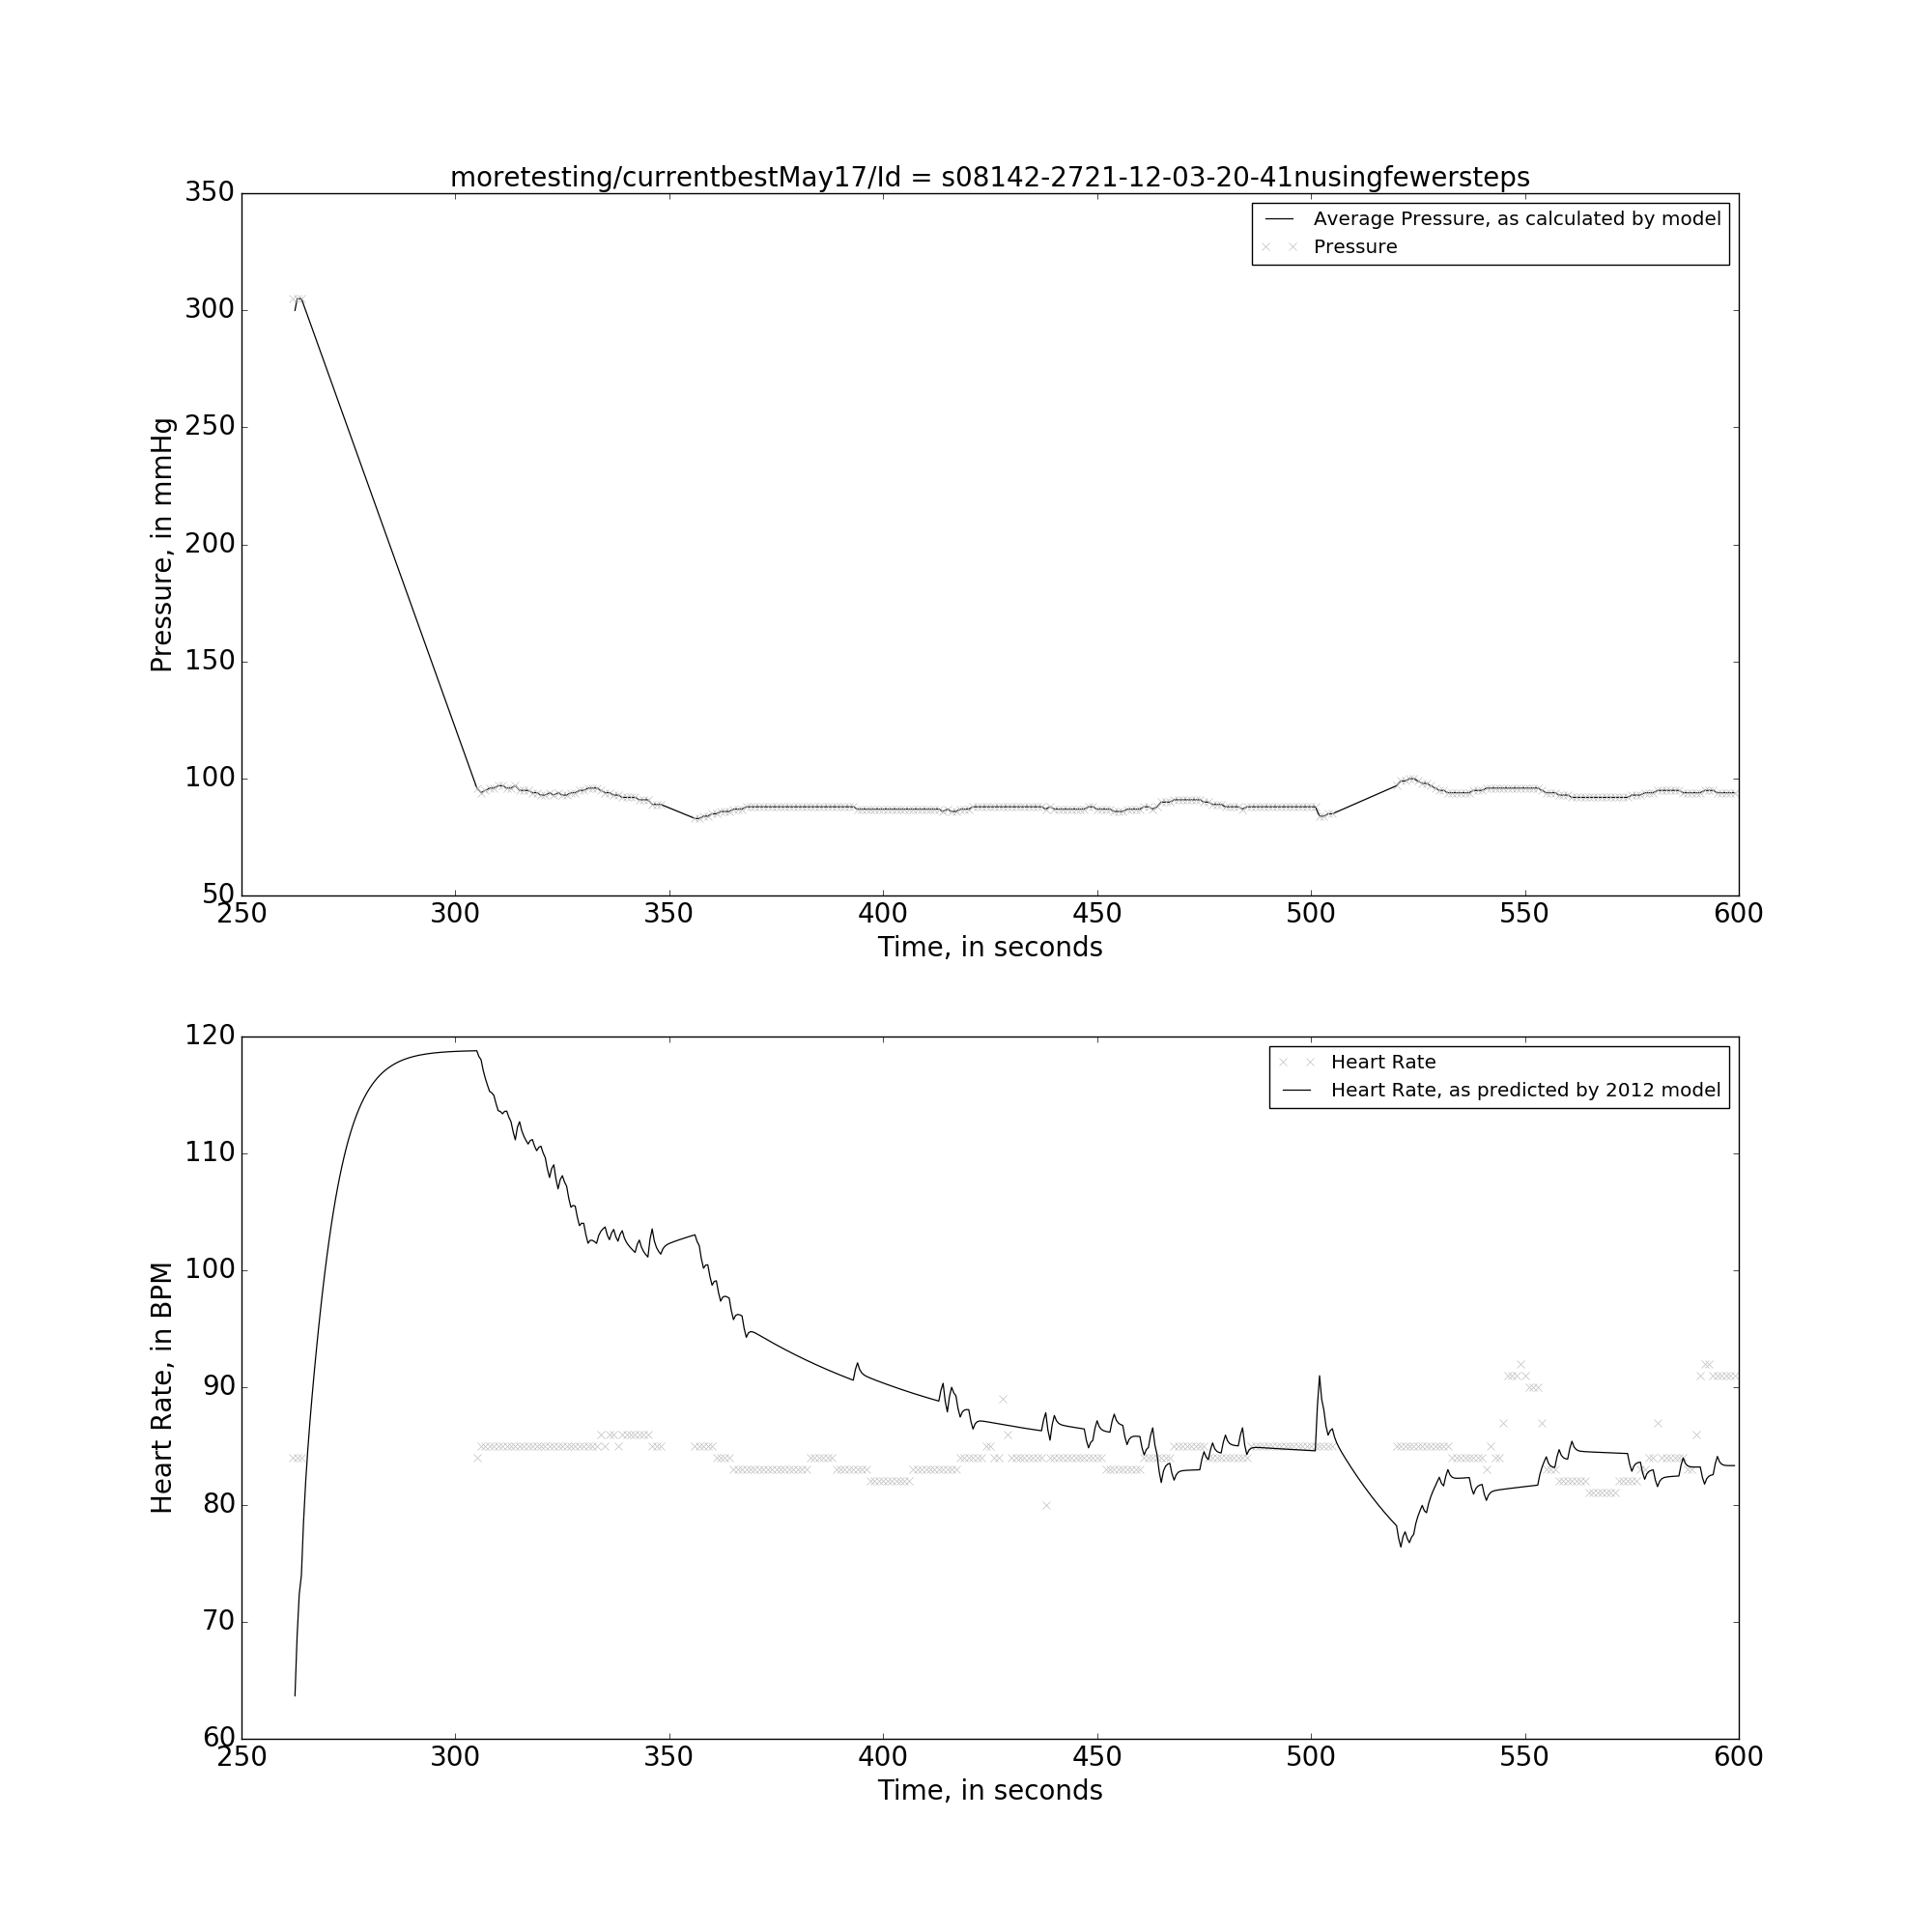 moretesting/currentbestMay17/Id = s08142-2721-12-03-20-41nusingfewersteps
350
300
250
200
150
100
50
Pressure, in mmHg
Average Pressure, as calculated by model
Pressure
250 300 350 400 450 500 550 600
Time, in seconds
120
110
100
90
80
70
60
Heart Rate, in BPM
Heart Rate
Heart Rate, as predicted by 2012 model
250 300 350 400 450 500 550 600
Time, in seconds